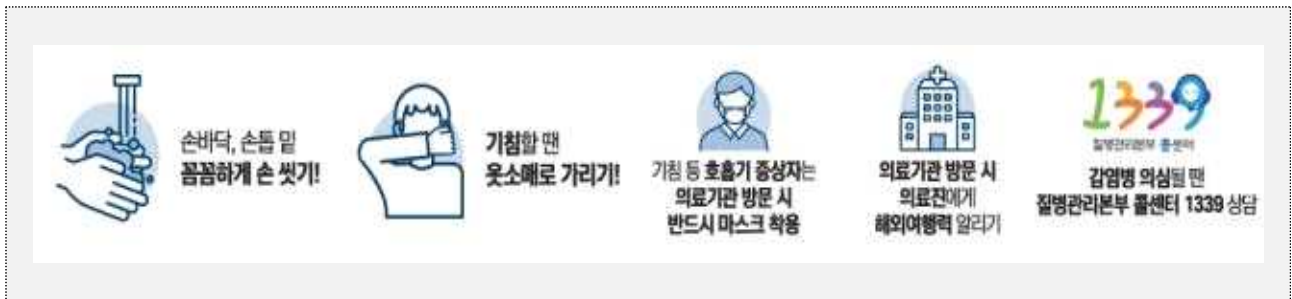 손바닥, 손톱 밑
꼼꼼하게 손 씻기!
기침할 땐
옷소매로 가리기!
기침 등 호흡기 증상자는
의료기관 방문 시
반드시 마스크 착용
의료기관 방문 시
의료진에게
해외여행력 알리기
1339
질병관리본부 콜센터
감염병 의심될 땐
질병관리본부 콜센터 1339 상담